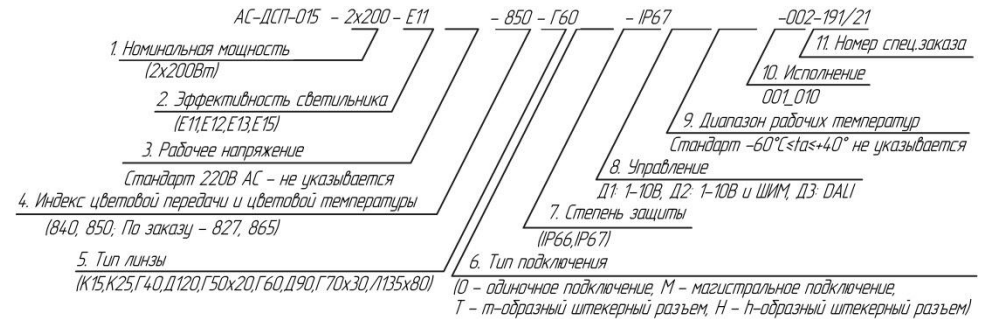 АС-ДСП-015 - 2х200 - Е11 - 850 - Г60 - IP67 -002-191/21
1. Номинальная мощность
(2х200Вт)
11. Номер спец.заказа
10. Исполнение
001_010
2. Эффективность светильника
(Е11,Е12,Е13,Е15)
9. Диапазон рабочих температур
Стандарт -60°С≤ta≤+40° не указывается
3. Рабочее напряжение
Стандарт 220В АС - не указывается
8. Управление
Д1: 1-10В, Д2: 1-10В и ШИМ, Д3: DALI
4. Индекс цветовой передачи и цветовой температуры
(840, 850; По заказу - 827, 865)
7. Степень защиты
(IP66,IP67)
5. Тип линзы
(К15,К25,Г40,Д120,Г50х20,Г60,Д90,Г70х30,Л135х80)
6. Тип подключения
(О - одиночное подключение, М - магистральное подключение,
Т - т-образный штекерный разъем, Н - h-образный штекерный разъем)